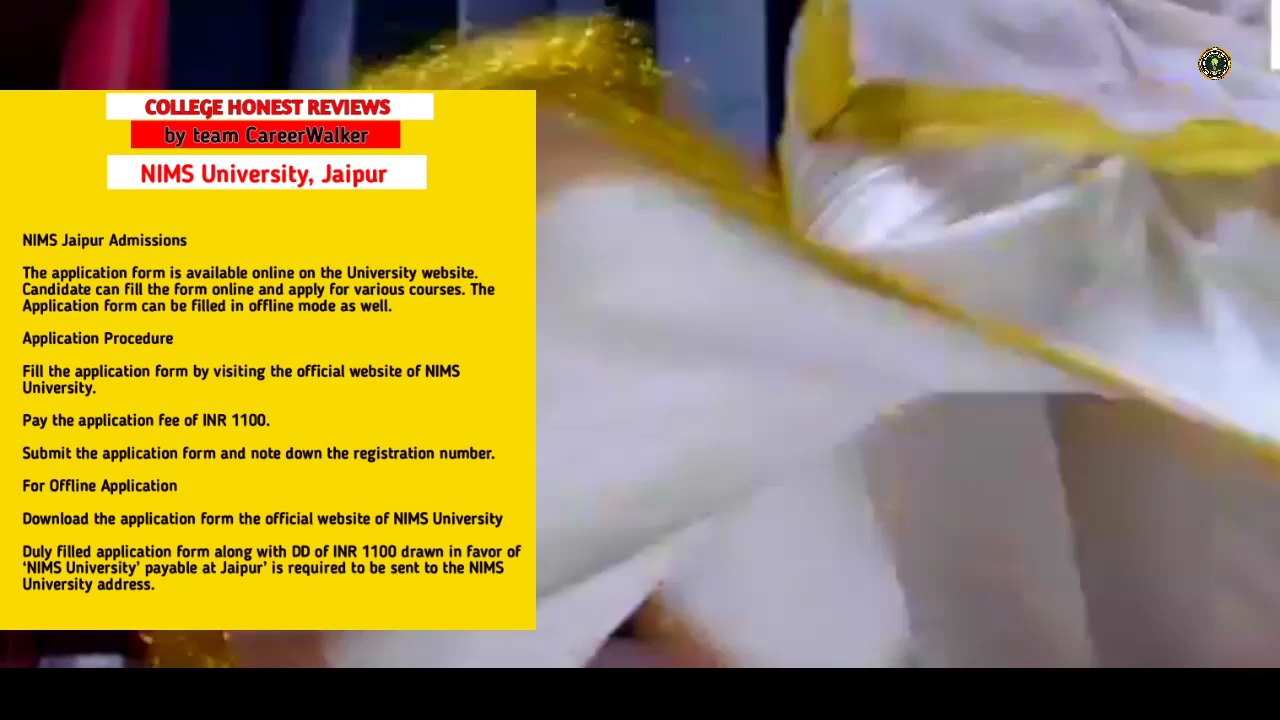 COLLEGE HONEST REVIEWS
by team CareerWalker
NIMS University, Jaipur
NIMS Jaipur Admissions
The application form is available online on the University website.
Candidate can fill the form online and apply for various courses. The
Application form can be filled in offline mode as well.
Application Procedure
Fill the application form by visiting the official website of NIMS
University.
Pay the application fee of INR 1100.
Submit the application form and note down the registration number.
For Offline Application
Download the application form the official website of NIMS University
Duly filled application form along with DD of INR 1100 drawn in favor of
‘NIMS University’ payable at Jaipur’ is required to be sent to the NIMS
University address.